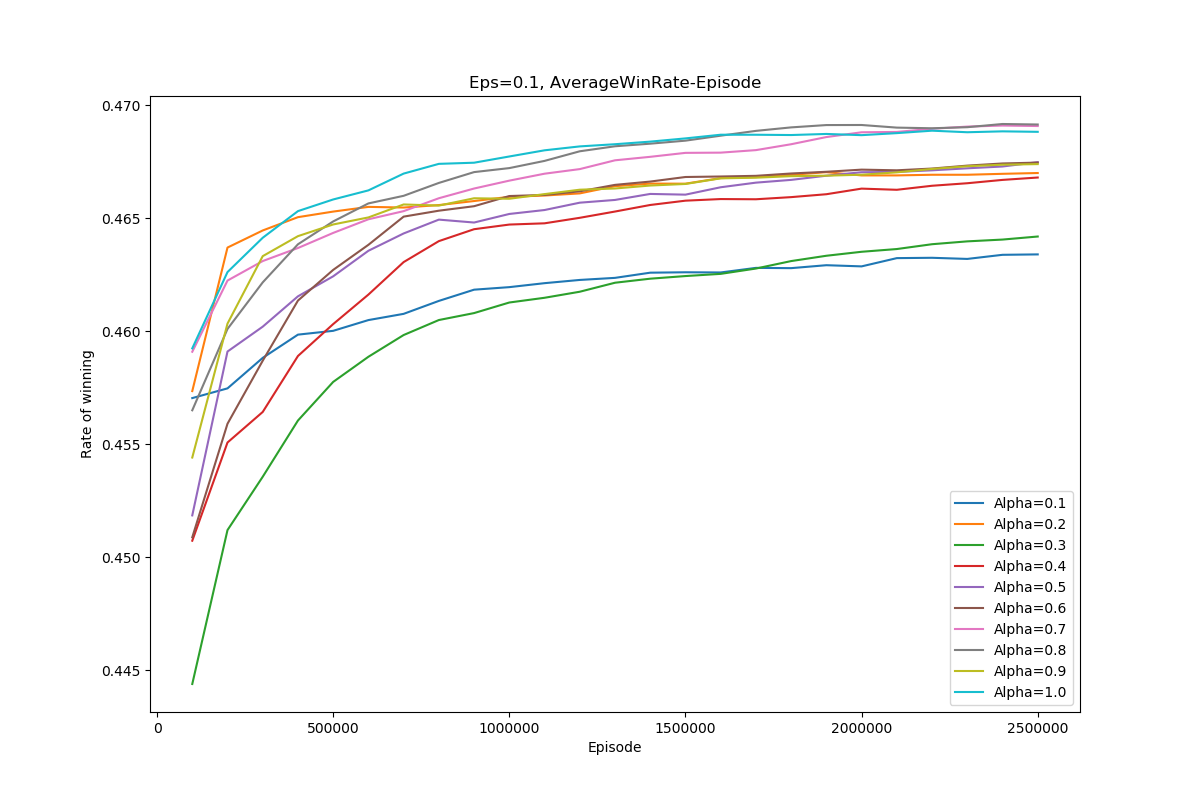 Eps=0.1, AverageWinRate-Episode
0.470
0.465
0.460
0.455
0.450
0.445
Rate of winning
0
500000
1000000
1500000
2000000
2500000
Episode
Alpha=0.1
Alpha=0.2
Alpha=0.3
Alpha=0.4
Alpha=0.5
Alpha=0.6
Alpha=0.7
Alpha=0.8
Alpha=0.9
Alpha=1.0